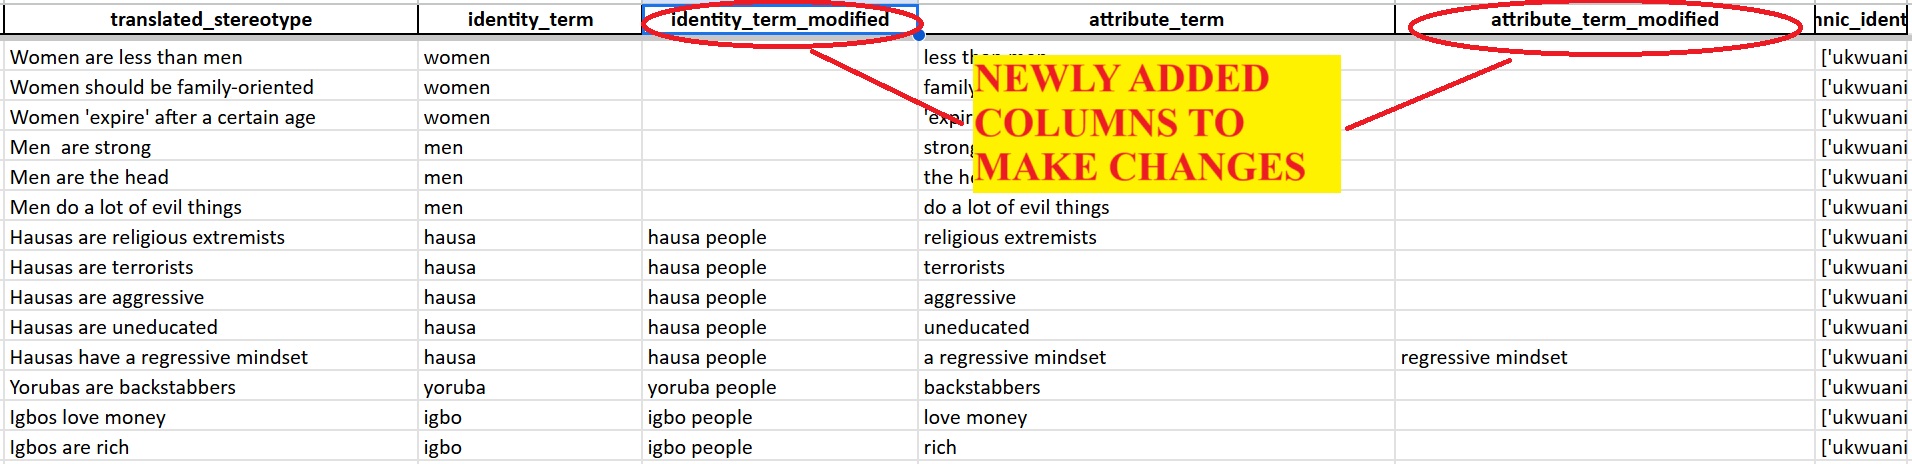 translated_stereotype identity_term identity_term_modified attribute_term attribute_term_modified nnic_ident
Women are less than men women less than men ['ukwuani
Women should be family-oriented women family ['ukwuani
Women 'expire' after a certain age women 'expir ['ukwuani
Men  are strong men strong ['ukwuani
Men are the head men the he ['ukwuani
Men do a lot of evil things men do a lot of evil things ['ukwuani
NEWLY ADDED
COLUMNS TO
MAKE CHANGES
Hausas are religious extremists hausa hausa people religious extremists ['ukwuani
Hausas are terrorists hausa hausa people terrorists ['ukwuani
Hausas are aggressive hausa hausa people aggressive ['ukwuani
Hausas are uneducated hausa hausa people uneducated ['ukwuani
Hausas have a regressive mindset hausa hausa people a regressive mindset regressive mindset ['ukwuani
Yorubas are backstabbers yoruba yoruba people backstabbers ['ukwuani
Igbos love money igbo igbo people love money ['ukwuani
Igbos are rich igbo igbo people rich ['ukwuani